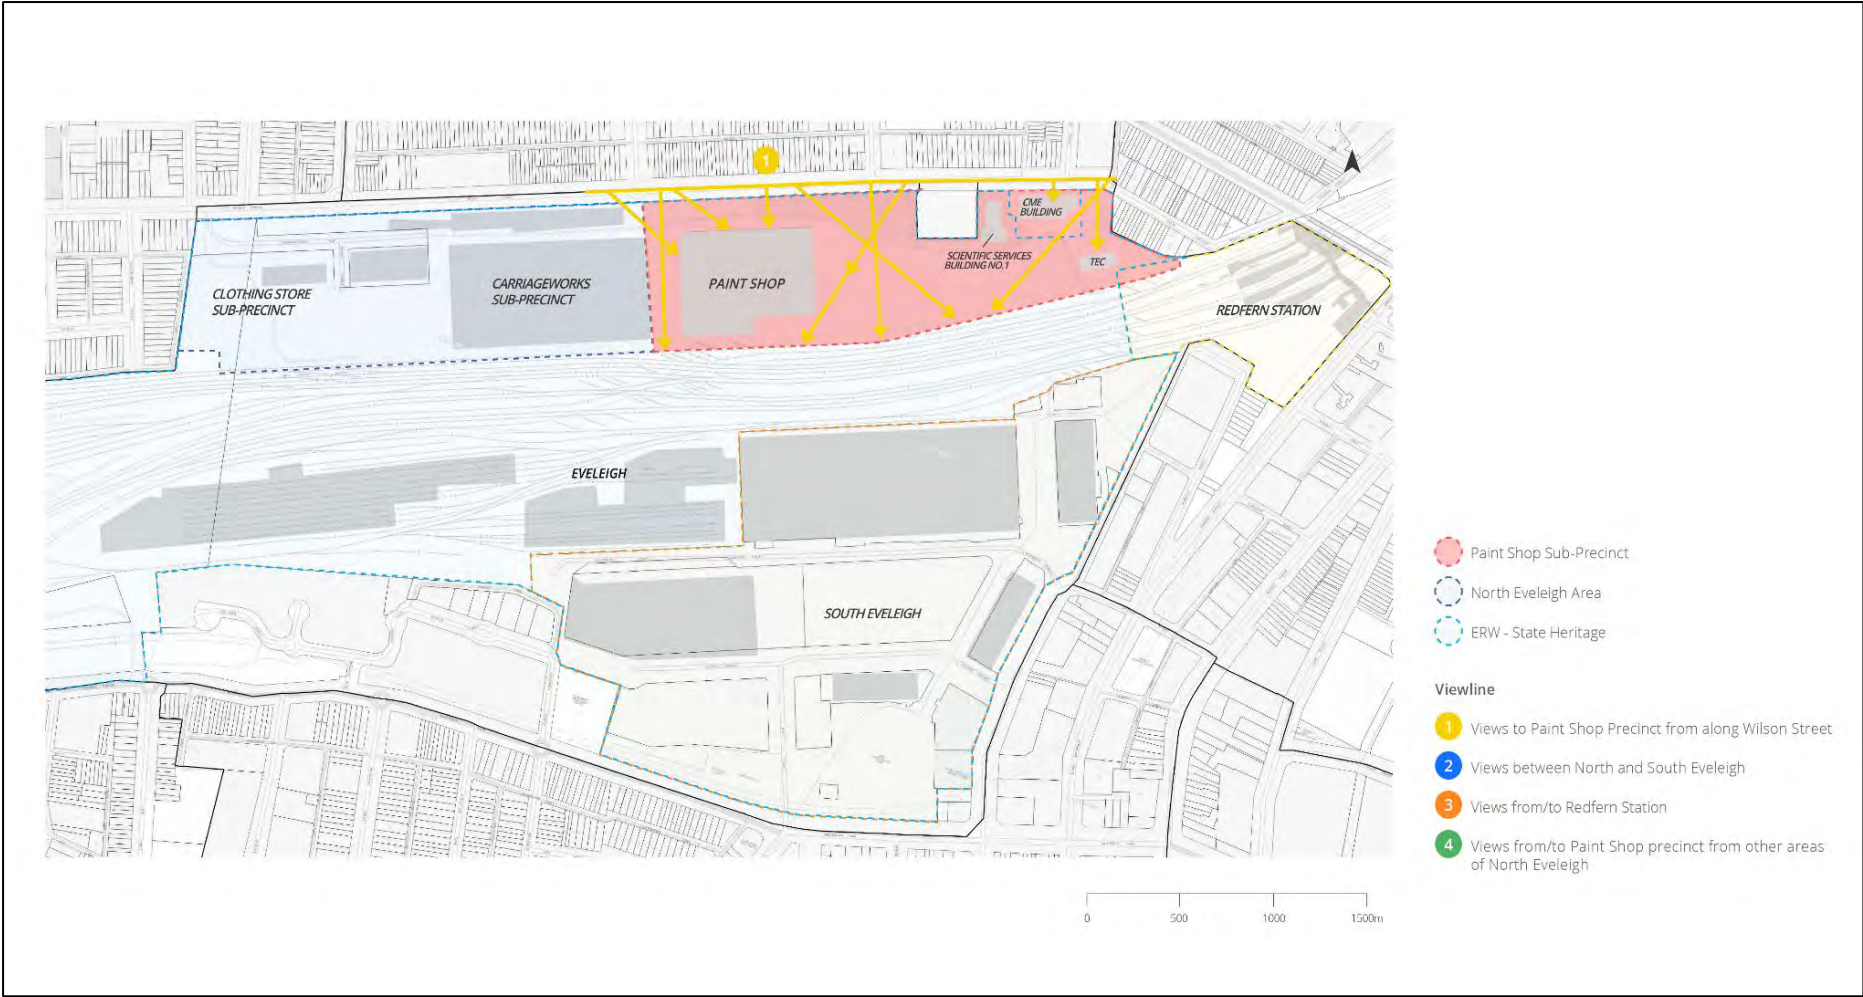 1
CME
BUILDING
SCIENTIFIC SERVICES
BUILDING NO.1
TEC
CLOTHING STORE
SUB-PRECINCT
CARRIAGEWORKS
SUB-PRECINCT
PAINT SHOP
REDFERN STATION
EVELEIGH
SOUTH EVELEIGH
Paint Shop Sub-Precinct
North Eveleigh Area
ERW - State Heritage
Viewline
1 Views to Paint Shop Precinct from along Wilson Street
2 Views between North and South Eveleigh
3 Views from/to Redfern Station
4 Views from/to Paint Shop precinct from other areas
of North Eveleigh
0 500 1000 1500m